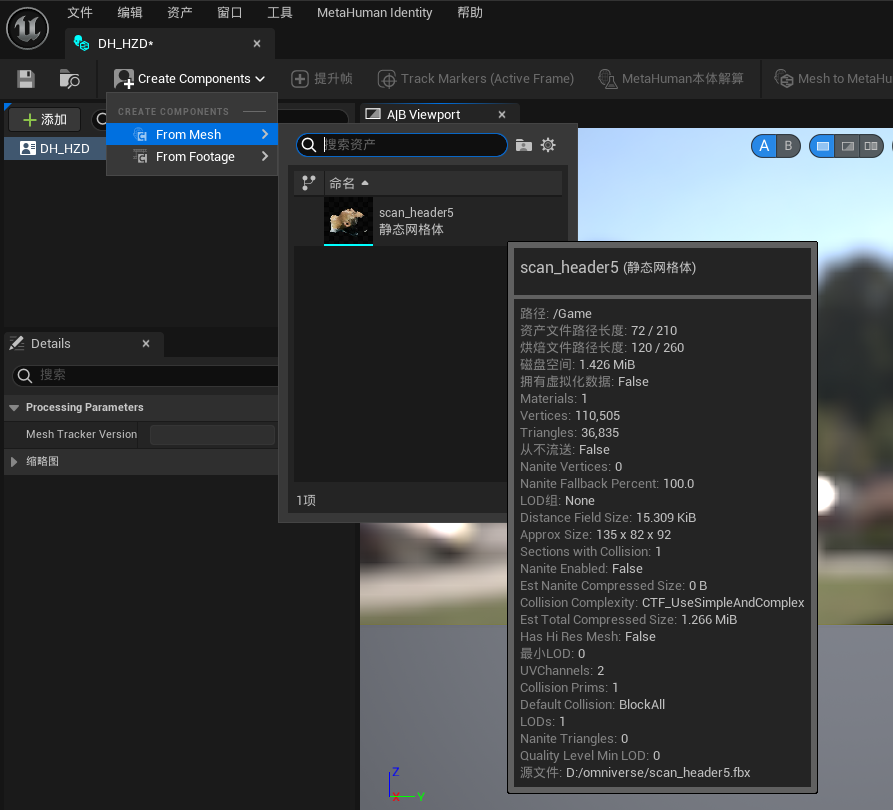 文件 编辑 资产 窗口 工具 MetaHuman Identity 帮助
DH_HZD*
Create Components 提升帧 Track Markers (Active Frame) MetaHuman本体解算 Mesh to MetaHu
添加
CREATE COMPONENTS
From Mesh
From Footage
DH_HZD
A|B Viewport
搜索资产
A B
命名
scan_header5
静态网格体
1项
Details
搜索
Processing Parameters
Mesh Tracker Version
缩略图
scan_header5 (静态网格体)
路径: /Game
资产文件路径长度: 72 / 210
烘焙文件路径长度: 120 / 260
磁盘空间: 1.426 MiB
拥有虚拟化数据: False
Materials: 1
Vertices: 110,505
Triangles: 36,835
从不流送: False
Nanite Vertices: 0
Nanite Fallback Percent: 100.0
LOD组: None
Distance Field Size: 15.309 KiB
Approx Size: 135 x 82 x 92
Sections with Collision: 1
Nanite Enabled: False
Est Nanite Compressed Size: 0 B
Collision Complexity: CTF_UseSimpleAndComplex
Est Total Compressed Size: 1.266 MiB
Has Hi Res Mesh: False
最小LOD: 0
UVChannels: 2
Collision Prims: 1
Default Collision: BlockAll
LODs: 1
Nanite Triangles: 0
Quality Level Min LOD: 0
源文件: D:/omniverse/scan_header5.fbx
Z
X Y